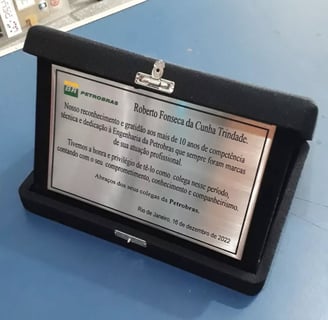 BR PETROBRAS
Roberto Fonseca da Cunha Trindade.
Nosso reconhecimento e gratidão aos mais de 10 anos de competência
técnica e dedicação à Engenharia da Petrobras que sempre foram marcas
de sua atuação profissional.
Tivemos a honra e privilégio de tê-lo como colega nesse período,
contando com o seu comprometimento, conhecimento e companheirismo.
Abraços dos seus colegas da Petrobras.
Rio de Janeiro, 16 de dezembro de 2022